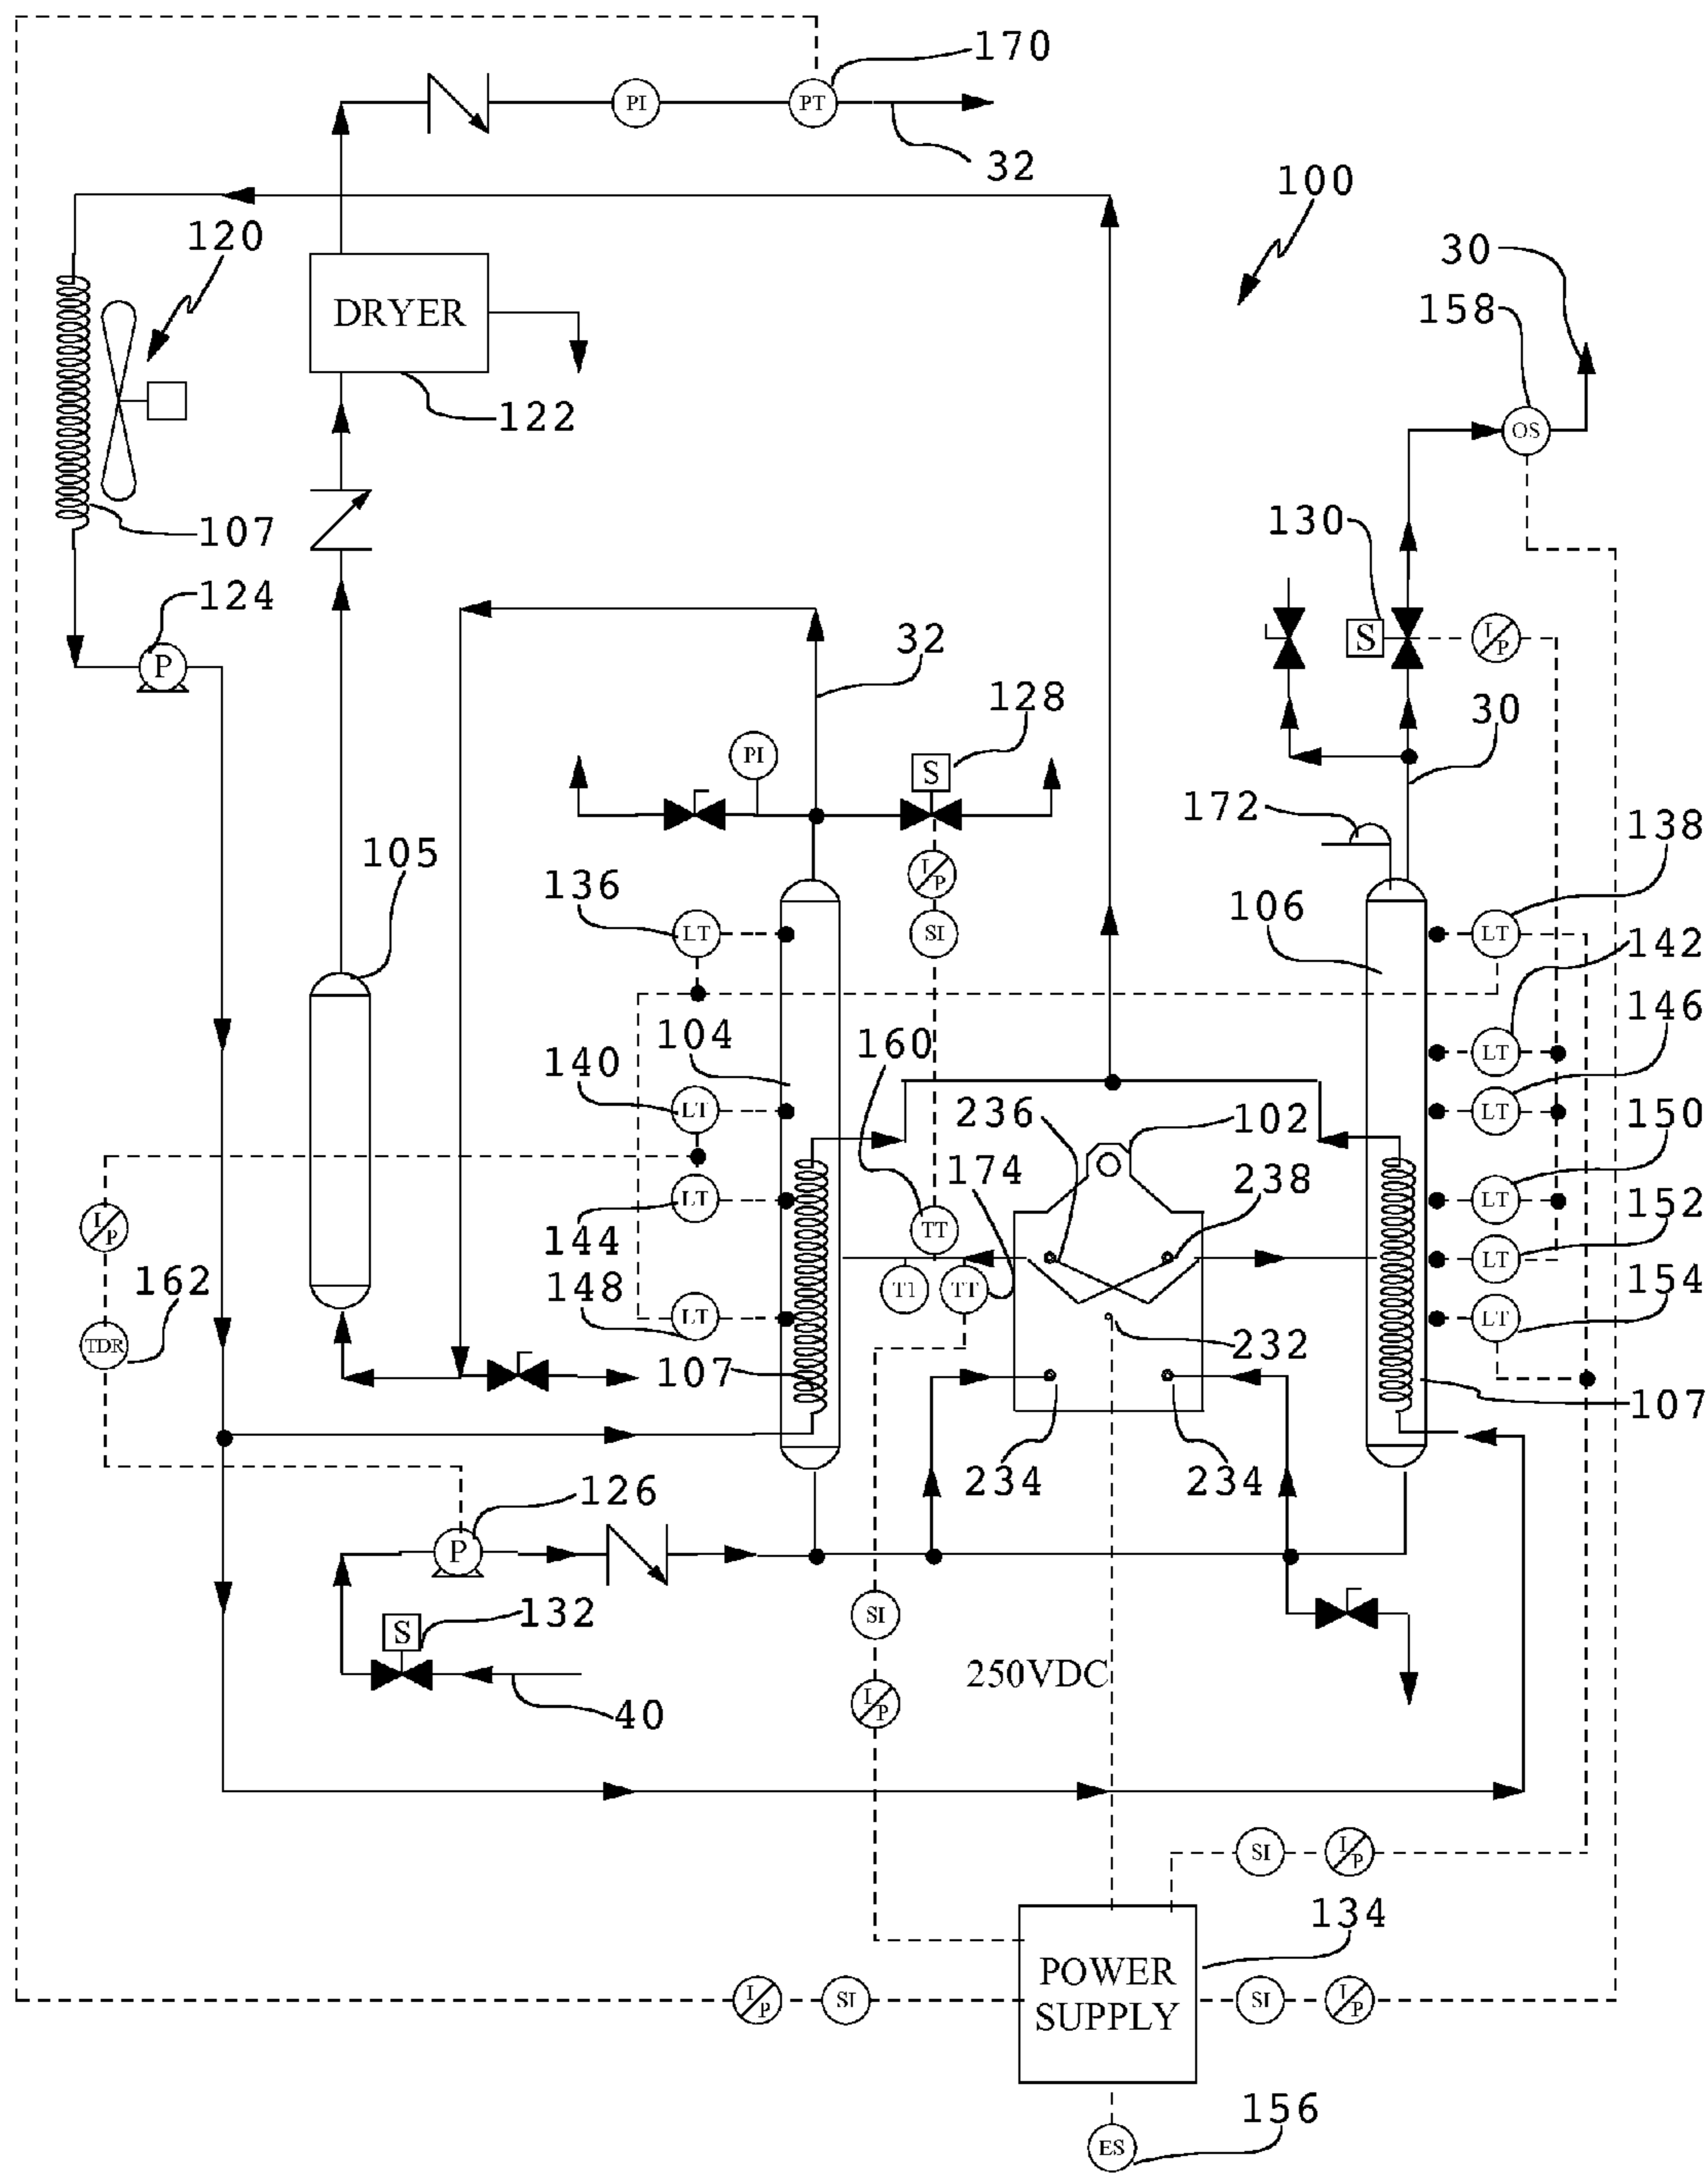 170
PI
PT
32
100
120
30
158
DRYER
122
OS
107
130
124
P
S
I/P
32
128
30
PI
S
172
138
105
I/P
136
106
LT
SI
LT
142
104
160
146
140
LT
236
102
150
LT
LT
174
238
152
LT
144
LT
I/P
TT
LT
148
162
TI
TT
154
LT
LT
TDR
232
107
107
234
234
126
P
132
S
SI
250VDC
40
I/P
SI
I/P
134
POWER
SUPPLY
I/P
SI
SI
I/P
156
ES